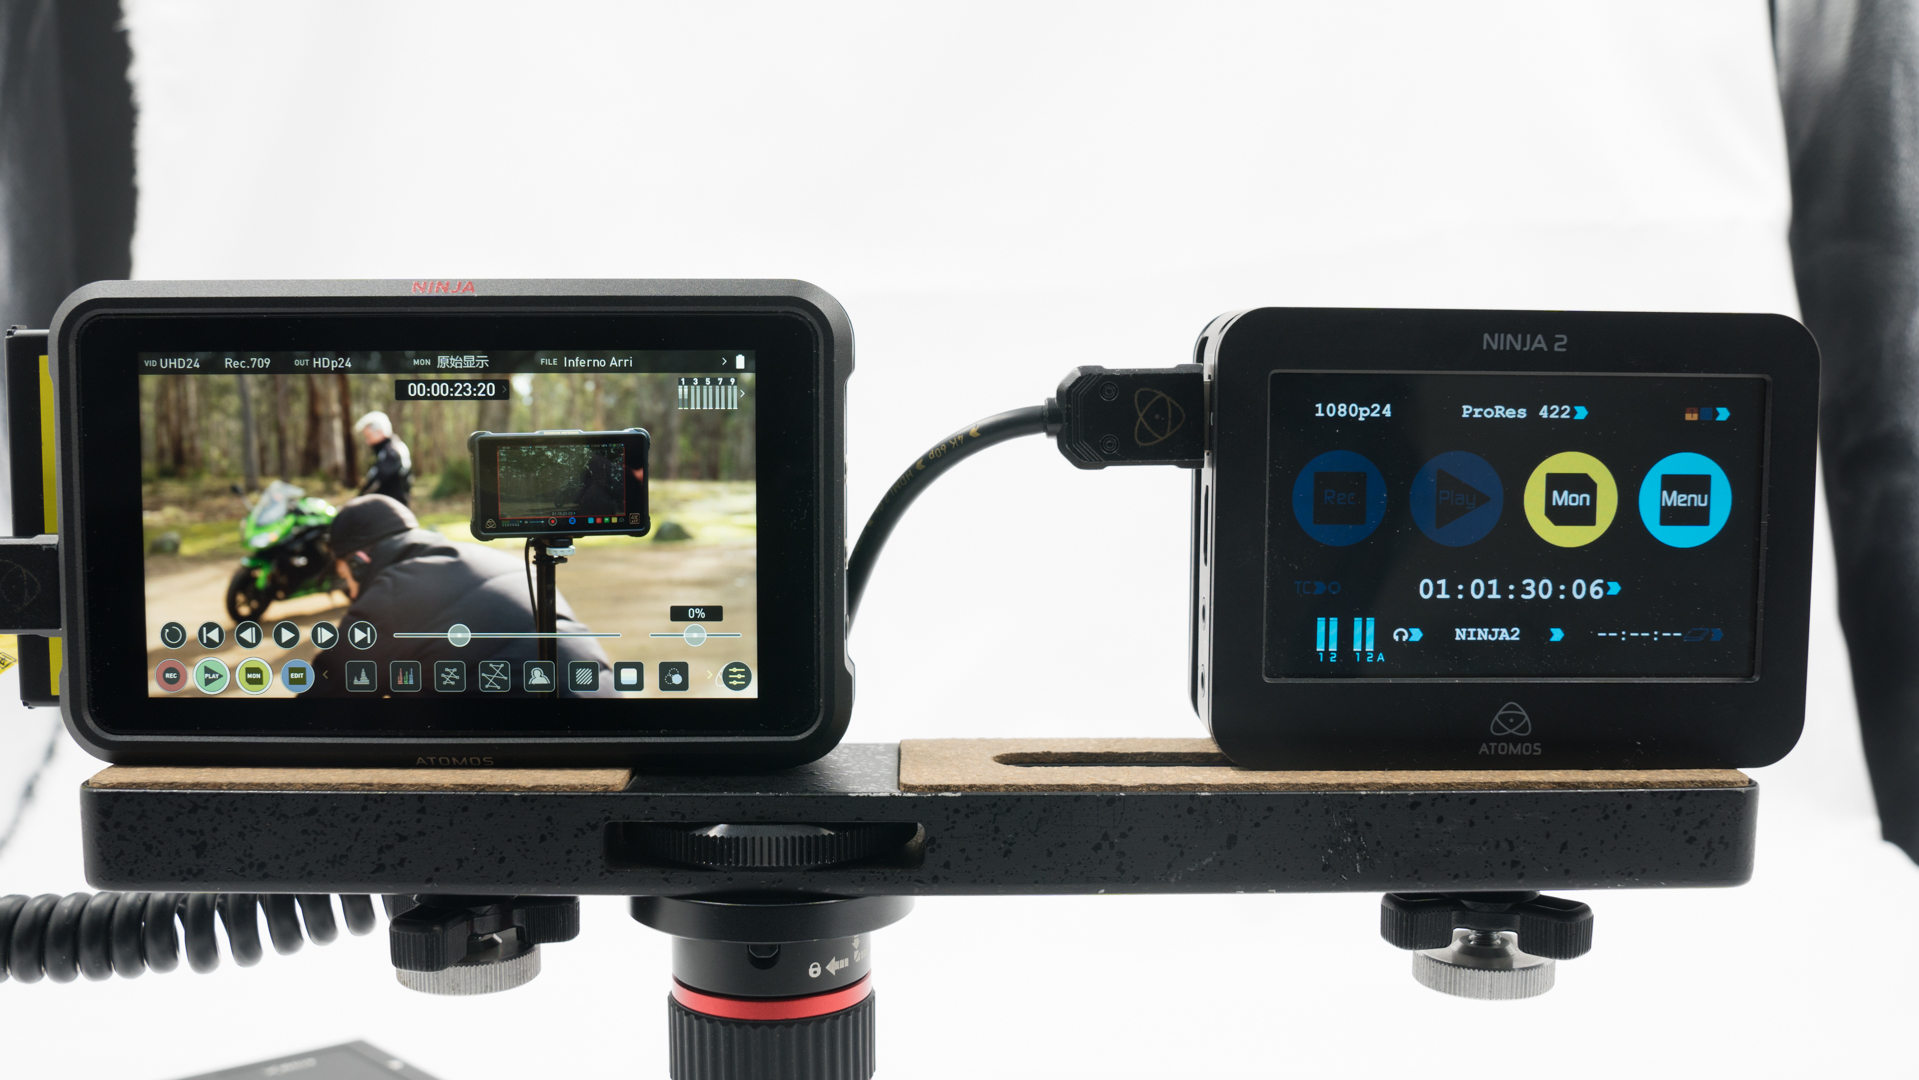 NINJA
VID UHD24 Rec.709 OUT HDp24 MON 原始显示 FILE Inferno Arri
00:00:23:20
1 3 5 7 9
0%
REC PLAY MON EDIT
ATOMOS
NINJA 2
1080p24 ProRes 422
Rec Play Mon Menu
TC 01:01:30:06
NINJA2 --:--:--
1 2 1 2 A
ATOMOS